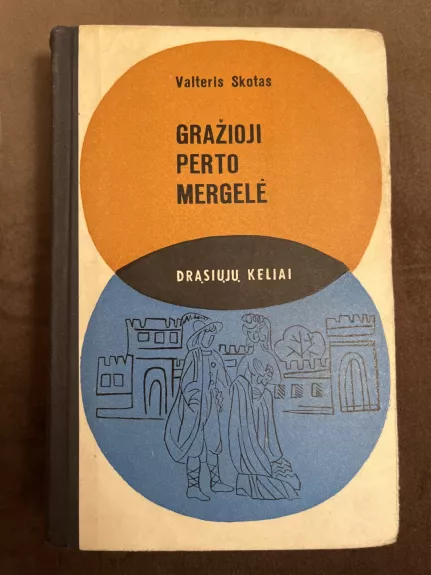 Valteris Skotas
GRAŽIOJI
PERTO
MERGELĖ
DRĄSIŲJŲ KELIAI